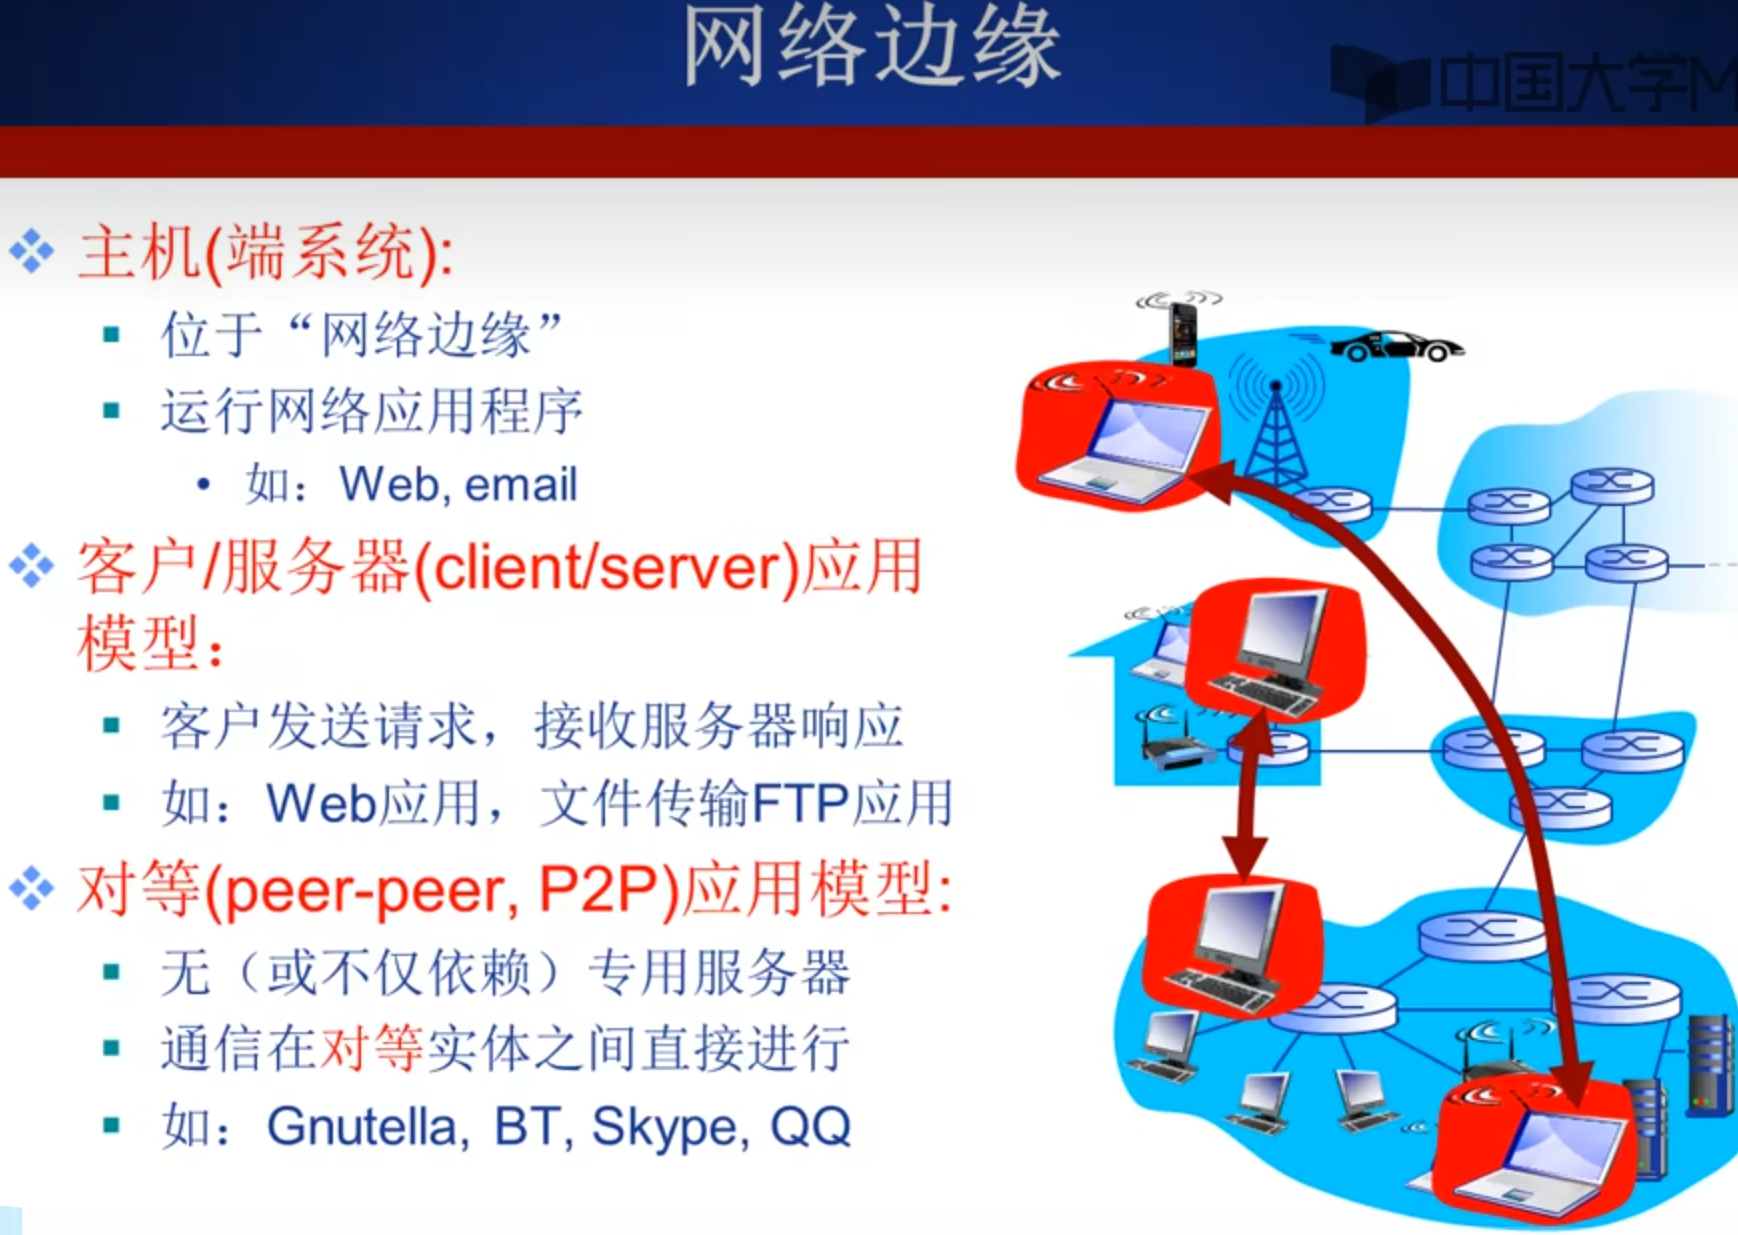 网络边缘
中国大学M
主机(端系统):
位于“网络边缘”
运行网络应用程序
如：Web, email
客户/服务器(client/server)应用
模型：
客户发送请求，接收服务器响应
如：Web应用，文件传输FTP应用
对等(peer-peer, P2P)应用模型:
无（或不仅依赖）专用服务器
通信在对等实体之间直接进行
如：Gnutella, BT, Skype, QQ